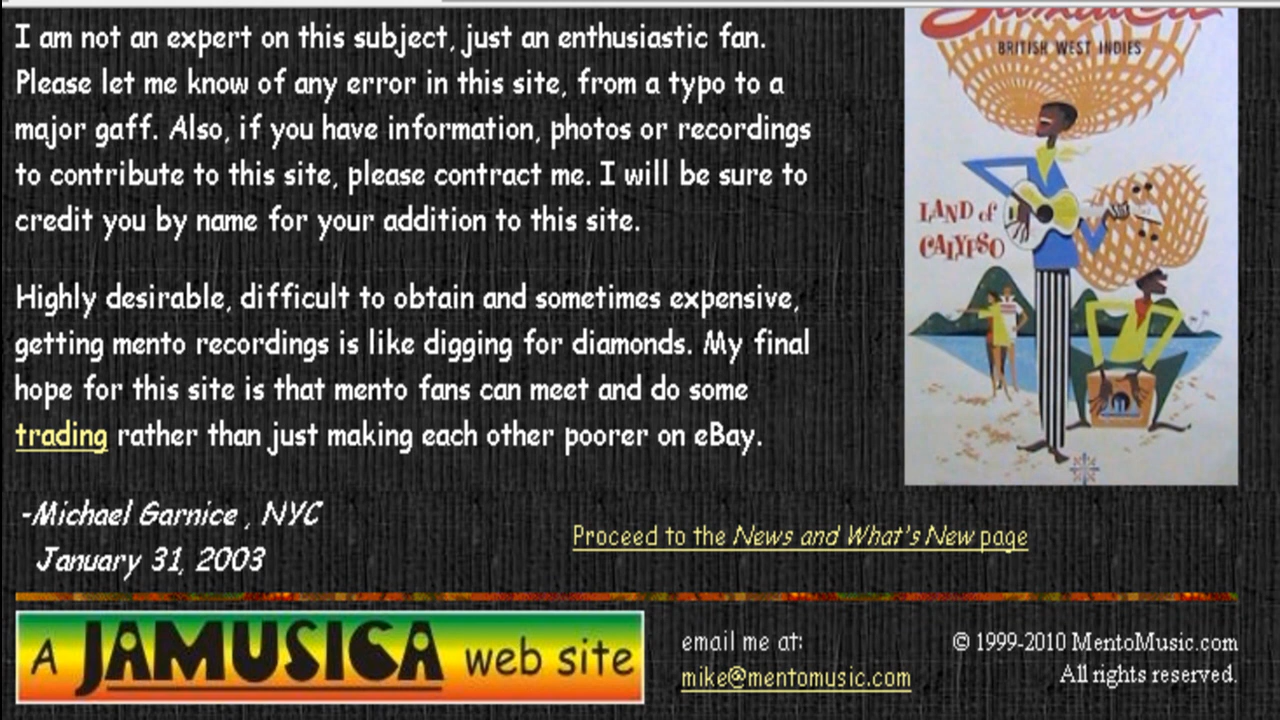 I am not an expert on this subject, just an enthusiastic fan.
Please let me know of any error in this site, from a typo to a
major gaff. Also, if you have information, photos or recordings
to contribute to this site, please contract me. I will be sure to
credit you by name for your addition to this site.
Highly desirable, difficult to obtain and sometimes expensive,
getting mento recordings is like digging for diamonds. My final
hope for this site is that mento fans can meet and do some
trading rather than just making each other poorer on eBay.
-Michael Garnice , NYC
January 31, 2003
BRITISH WEST INDIES
LAND of
CALYPSO
Proceed to the News and What's New page
A JAMUSICA web site
email me at:
mike@mentomusic.com
© 1999-2010 MentoMusic.com
All rights reserved.